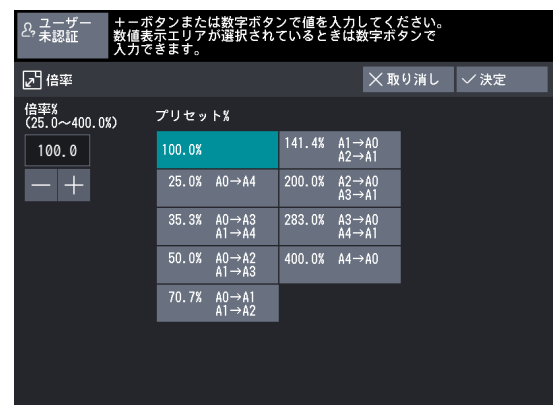 ユーザー
未認証
+−ボタンまたは数字ボタンで値を入力してください。
数値表示エリアが選択されているときは数字ボタンで
入力できます。
倍率
取り消し
決定
倍率%
(25.0~400.0%)
100.0
− +
プリセット%
100.0%
25.0% A0→A4
35.3% A0→A3
A1→A4
50.0% A0→A2
A1→A3
70.7% A0→A1
A1→A2
141.4% A1→A0
A2→A1
200.0% A2→A0
A3→A1
283.0% A3→A0
A4→A1
400.0% A4→A0